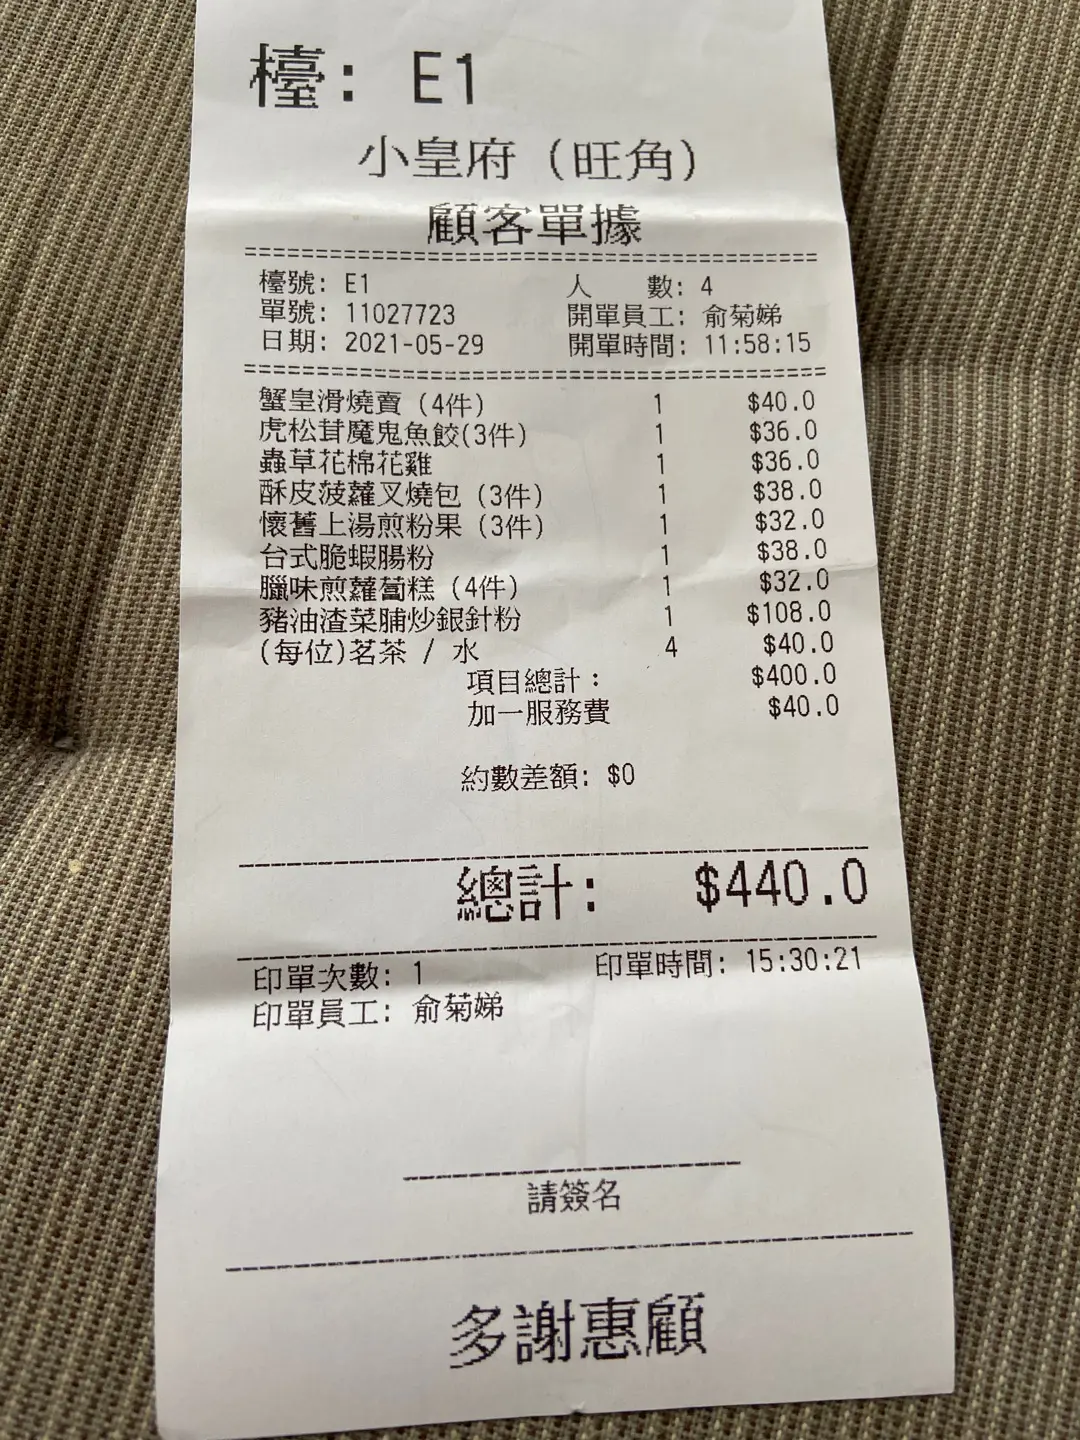 檯: E1
小皇府 (旺角)
顧客單據
檯號: E1 人 數: 4
單號: 11027723 開單員工: 俞菊娣
日期: 2021-05-29 開單時間: 11:58:15
蟹皇滑燒賣 (4件) 1 $40.0
虎松茸魔鬼魚餃(3件) 1 $36.0
蟲草花棉花雞 1 $36.0
酥皮菠蘿叉燒包 (3件) 1 $38.0
懷舊上湯煎粉果 (3件) 1 $32.0
台式脆蝦腸粉 1 $38.0
臘味煎蘿蔔糕 (4件) 1 $32.0
豬油渣菜脯炒銀針粉 1 $108.0
(每位)茗茶 / 水 4 $40.0
項目總計: $400.0
加一服務費 $40.0
約數差額: $0
總計: $440.0
印單次數: 1 印單時間: 15:30:21
印單員工: 俞菊娣
請簽名
多謝惠顧